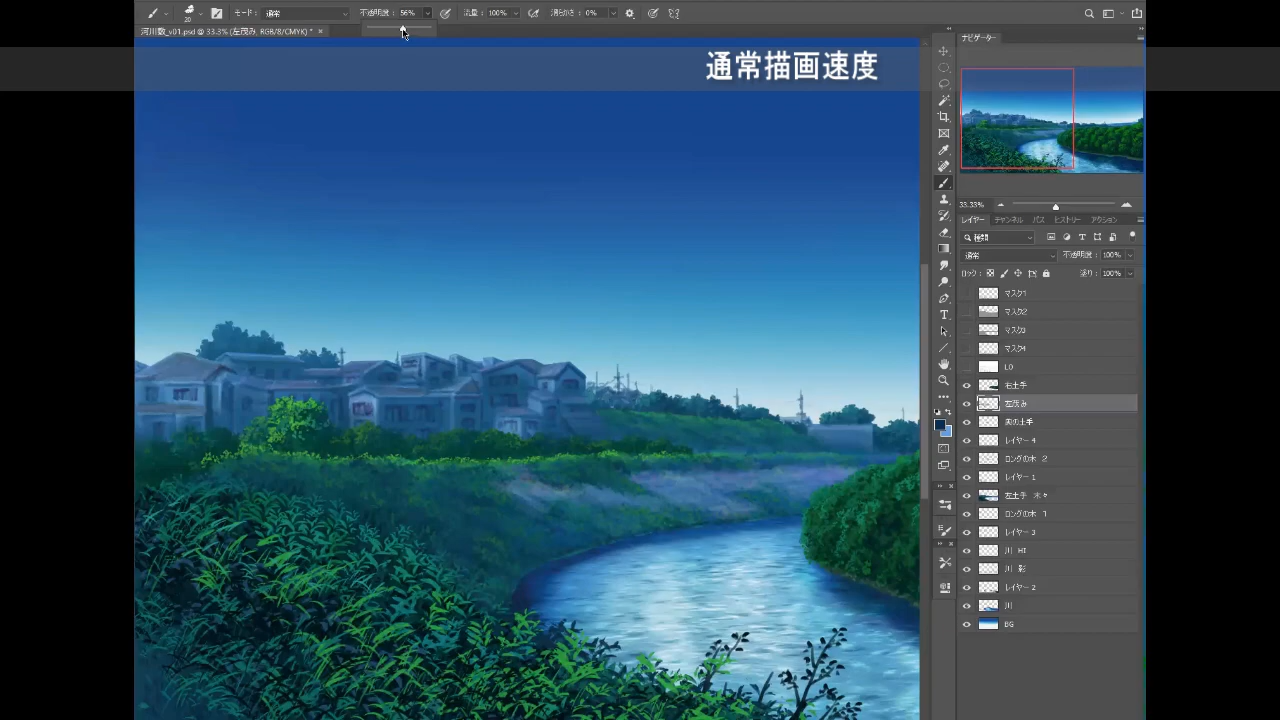 20
モード：
通常
不透明度：
56%
流量：
100%
滑らかさ：
0%
河川敷_v01.psd @ 33.3% (左茂み, RGB/8/CMYK) *
通常描画速度
ナビゲーター
33.33%
レイヤー
チャンネル
パス
ヒストリー
アクション
種類
通常
不透明度：
100%
ロック：
塗り：
100%
マスク1
マスク2
マスク3
マスク4
LO
右土手
左茂み
奥の土手
レイヤー 4
ロングの木 2
レイヤー 1
左土手 木々
ロングの木 1
レイヤー 3
川 HI
川 影
レイヤー 2
川
BG